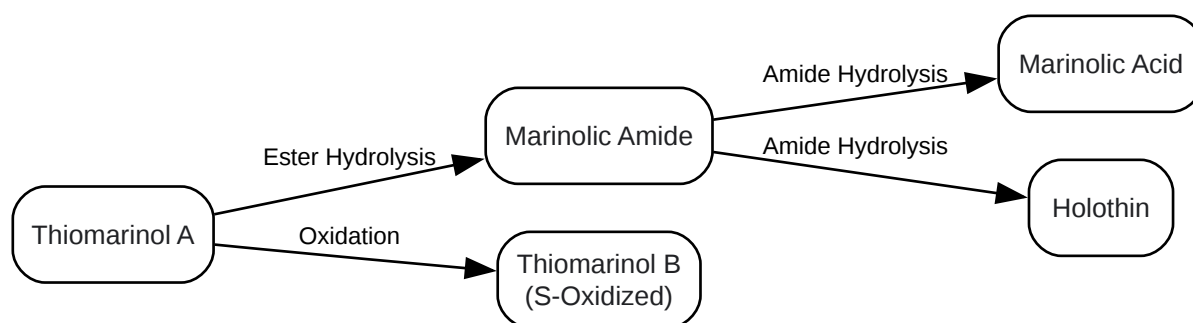 Thiomarinol A
Ester Hydrolysis
Oxidation
Marinolic Amide
Thiomarinol B
(S-Oxidized)
Amide Hydrolysis
Amide Hydrolysis
Marinolic Acid
Holothin